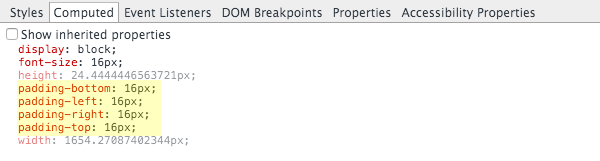 Styles Computed Event Listeners DOM Breakpoints Properties Accessibility Properties
Show inherited properties
display: block;
font-size: 16px;
height: 24.4444446563721px;
padding-bottom: 16px;
padding-left: 16px;
padding-right: 16px;
padding-top: 16px;
width: 1654.27087402344px;